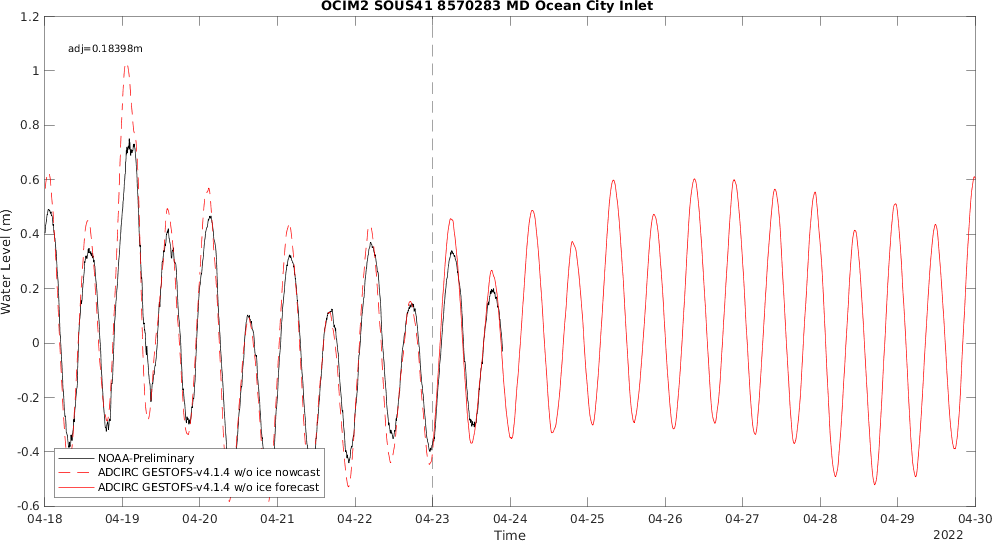 OCIM2 SOUS41 8570283 MD Ocean City Inlet
adj=0.18398m
1.2
1
0.8
0.6
0.4
0.2
0
-0.2
-0.4
-0.6
Water Level (m)
NOAA-Preliminary
ADCIRC GESTOFS-v4.1.4 w/o ice nowcast
ADCIRC GESTOFS-v4.1.4 w/o ice forecast
04-18 04-19 04-20 04-21 04-22 04-23 04-24 04-25 04-26 04-27 04-28 04-29 04-30
Time
2022